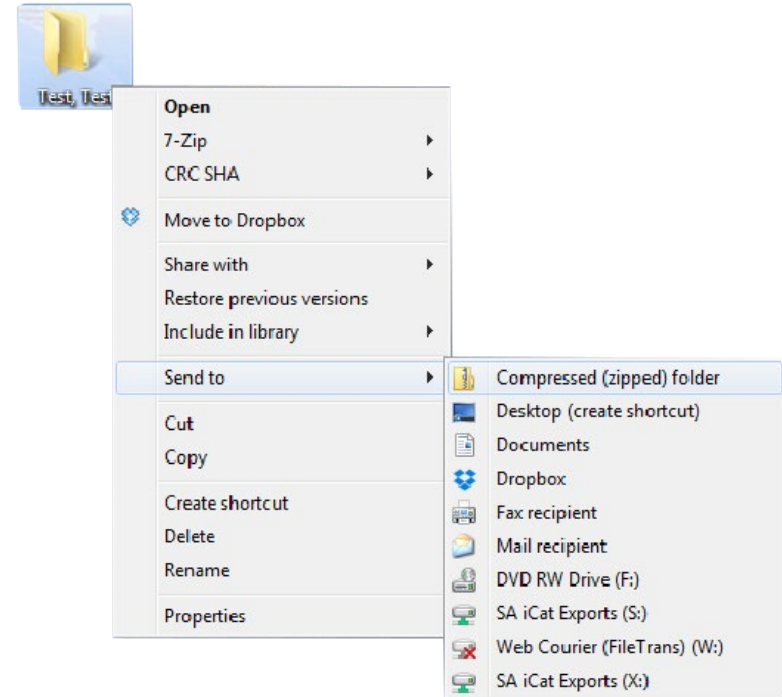 Test, Test
Open
7-Zip
CRC SHA
Move to Dropbox
Share with
Restore previous versions
Include in library
Send to
Cut
Copy
Create shortcut
Delete
Rename
Properties
Compressed (zipped) folder
Desktop (create shortcut)
Documents
Dropbox
Fax recipient
Mail recipient
DVD RW Drive (F:)
SA iCat Exports (S:)
Web Courier (FileTrans) (W:)
SA iCat Exports (X:)